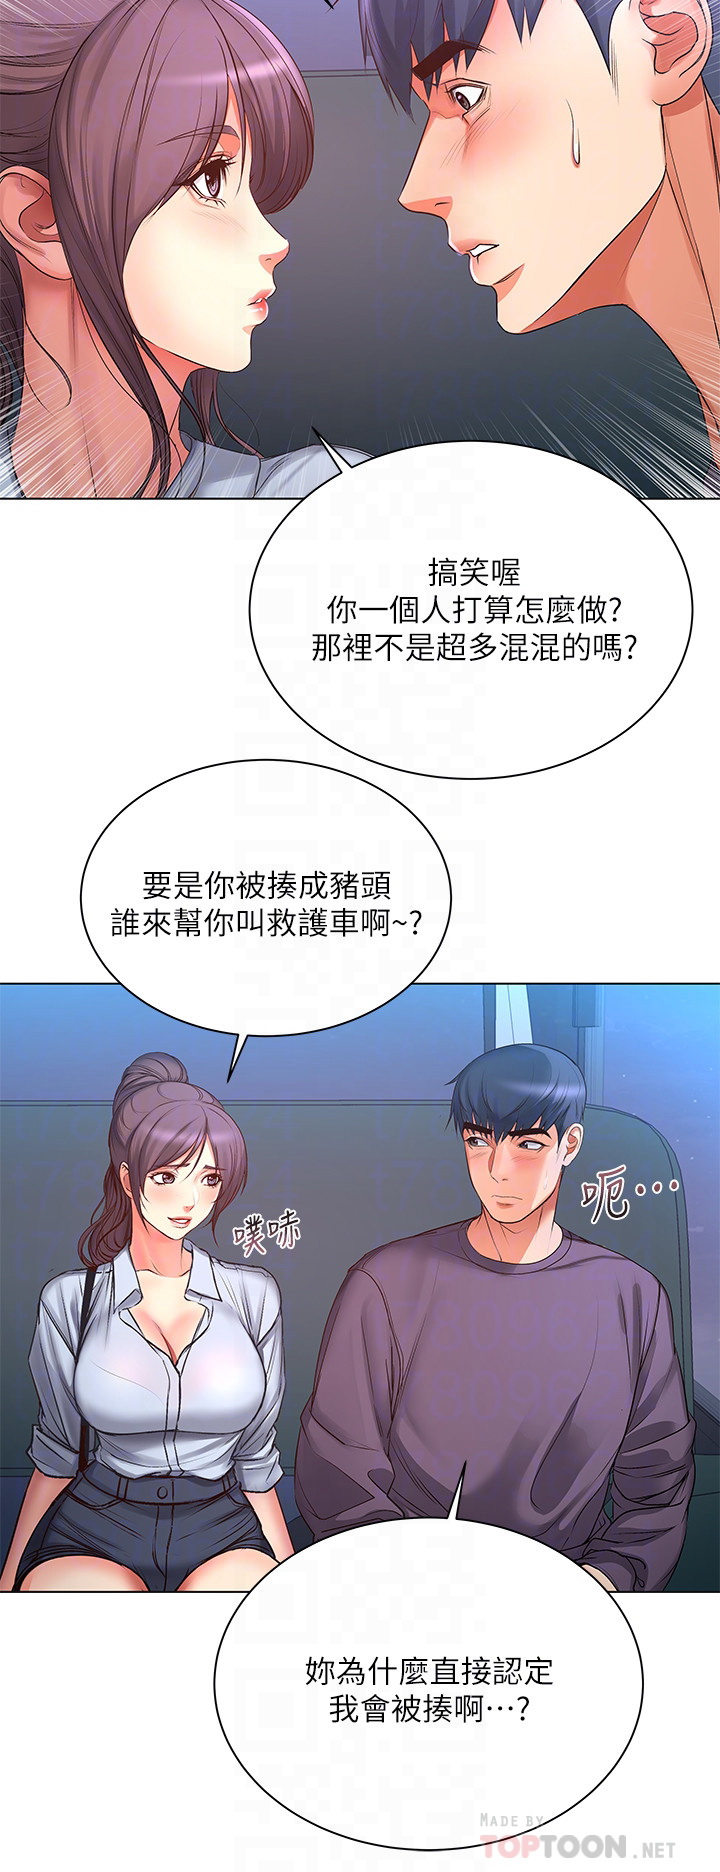 搞笑喔
你一個人打算怎麼做?
那裡不是超多混混的嗎?
要是你被揍成豬頭
誰來幫你叫救護車啊~?
噗哧
呃…
妳為什麼直接認定
我會被揍啊…?
MADE by
TOPTOON.NET